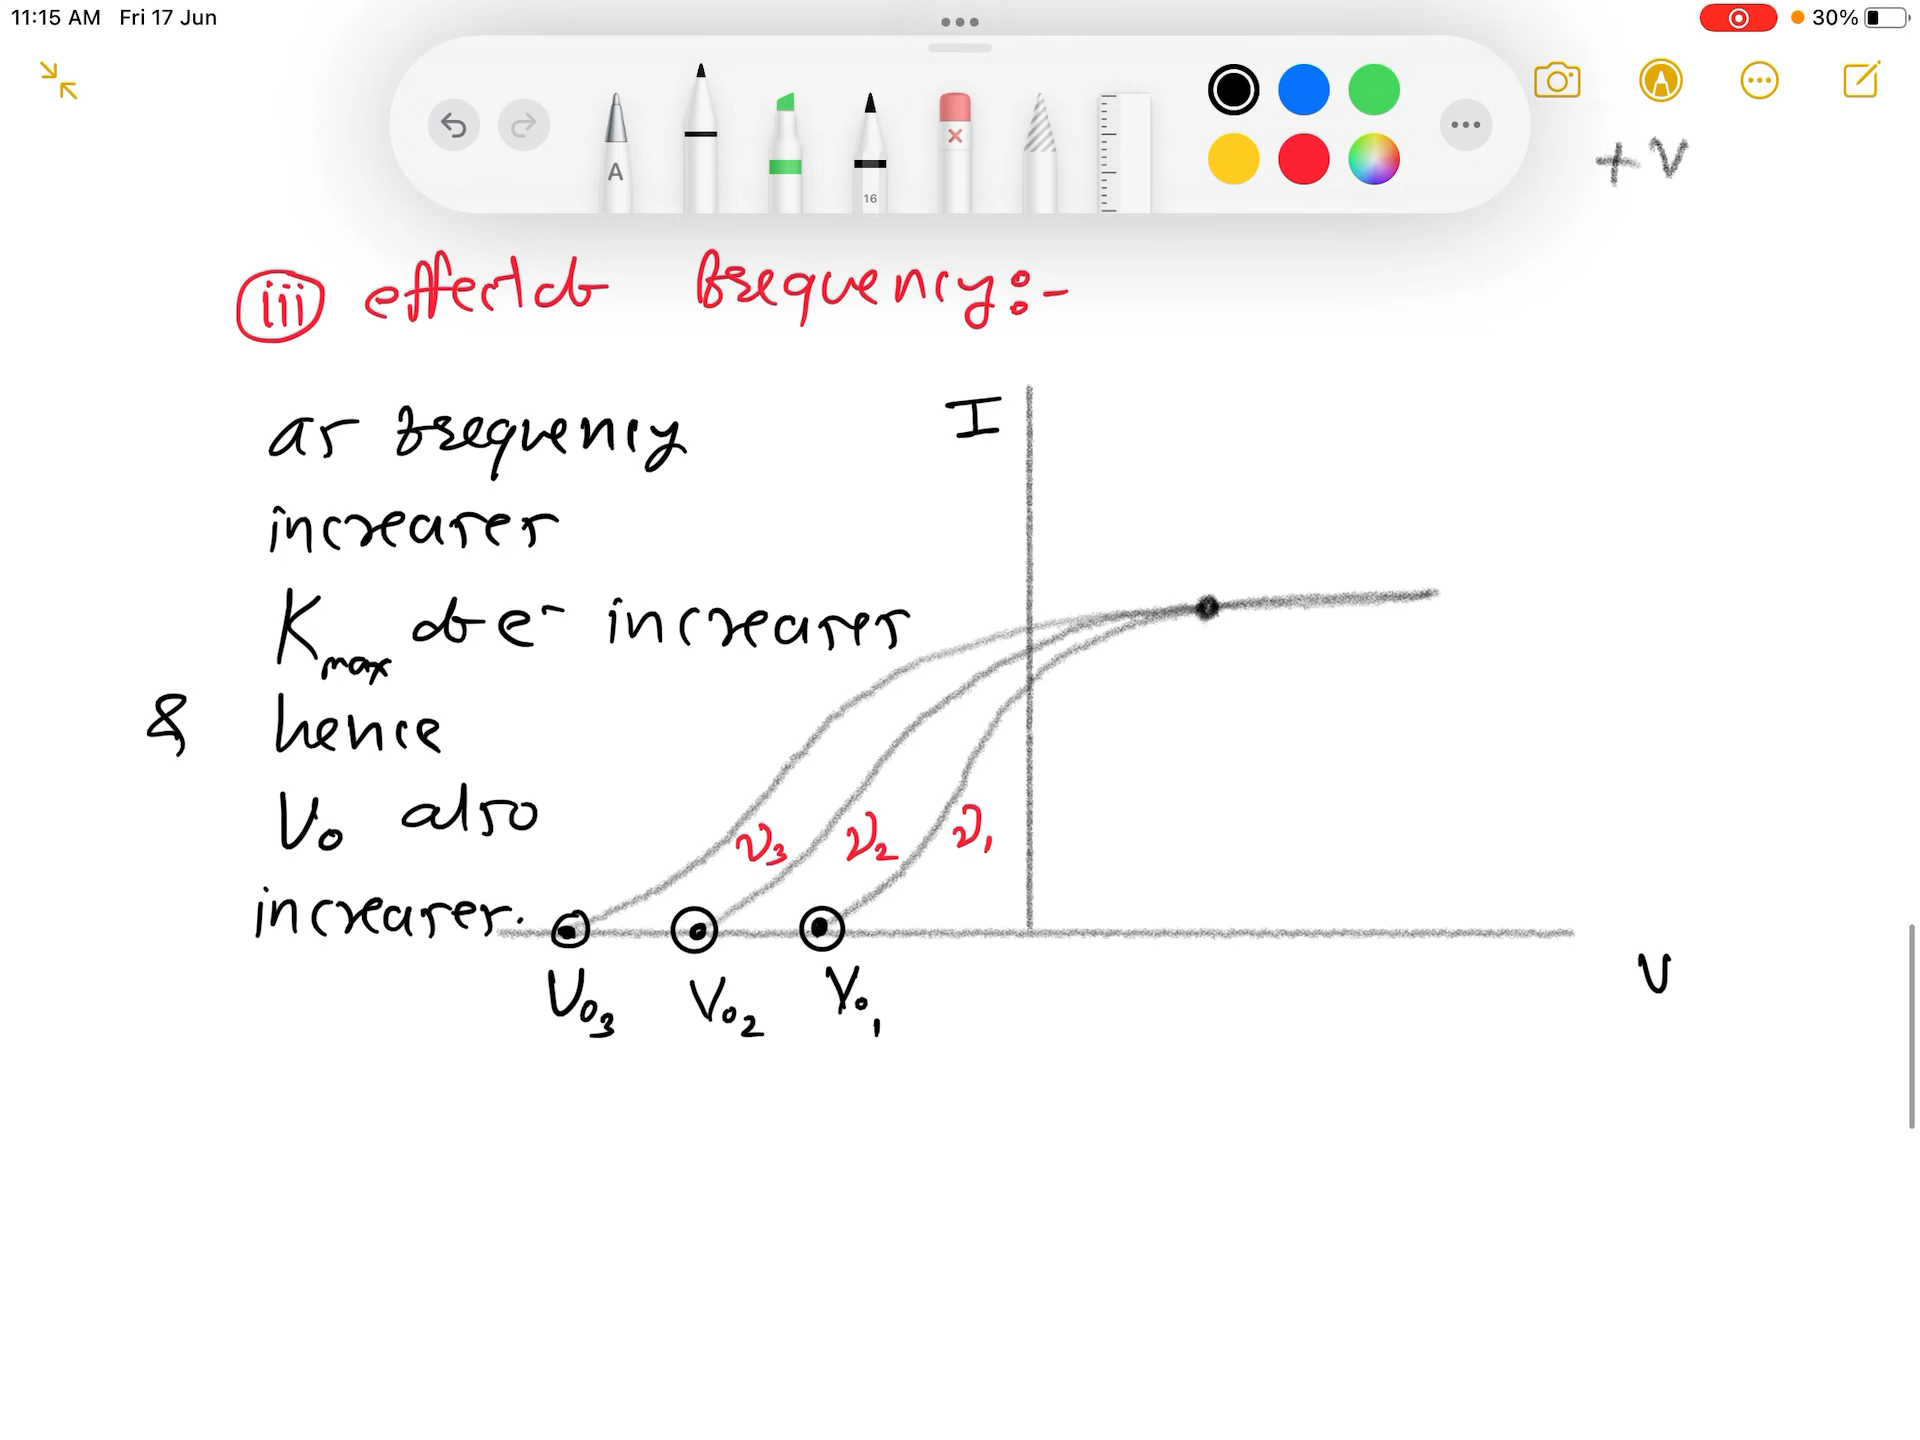 11:15 AM Fri 17 Jun
30%
A
16
+V
iii effect of frequency:-
as frequency
increases
Kmax of e- increases
& hence
V0 also
increases.
I
ν3 ν2 ν1
V03 V02 V01
V